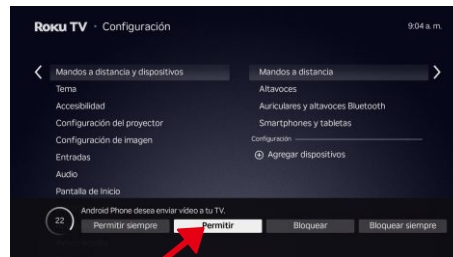 Roku TV · Configuración
9:04 a. m.
Mandos a distancia y dispositivos
Tema
Accesibilidad
Configuración del proyector
Configuración de imagen
Entradas
Audio
Pantalla de Inicio
Mandos a distancia
Altavoces
Auriculares y altavoces Bluetooth
Smartphones y tabletas
Configuración
Agregar dispositivos
22
Android Phone desea enviar vídeo a tu TV.
Permitir siempre
Permitir
Bloquear
Bloquear siempre